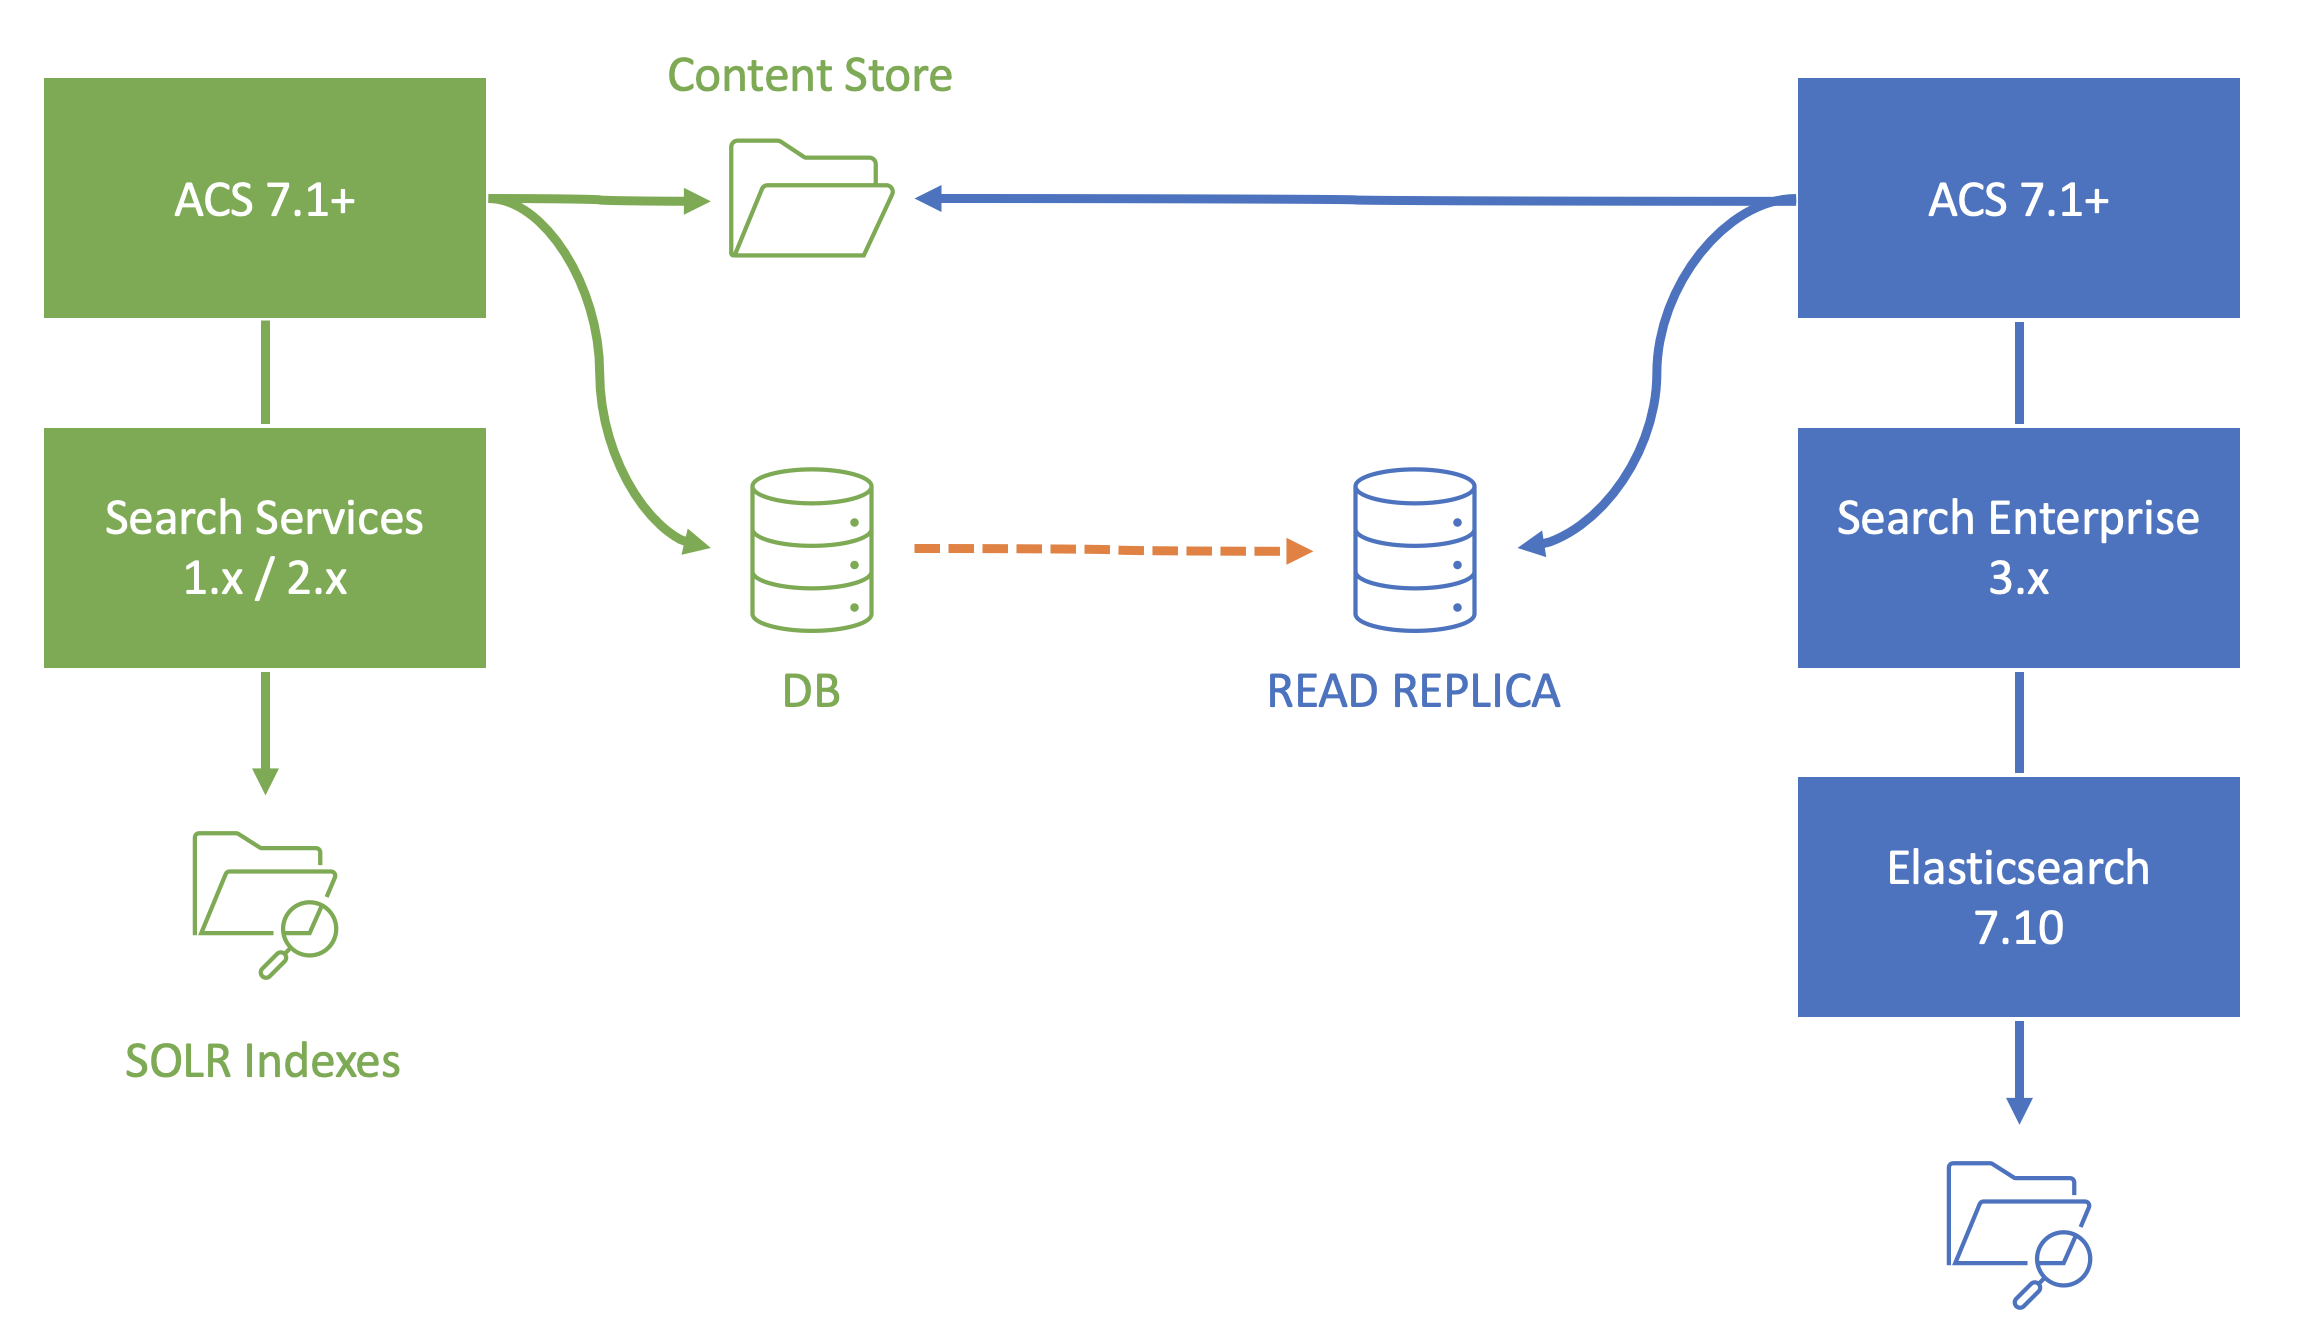 Content Store
ACS 7.1+
ACS 7.1+
Search Services
1.x / 2.x
Search Enterprise
3.x
DB
READ REPLICA
Elasticsearch
7.10
SOLR Indexes